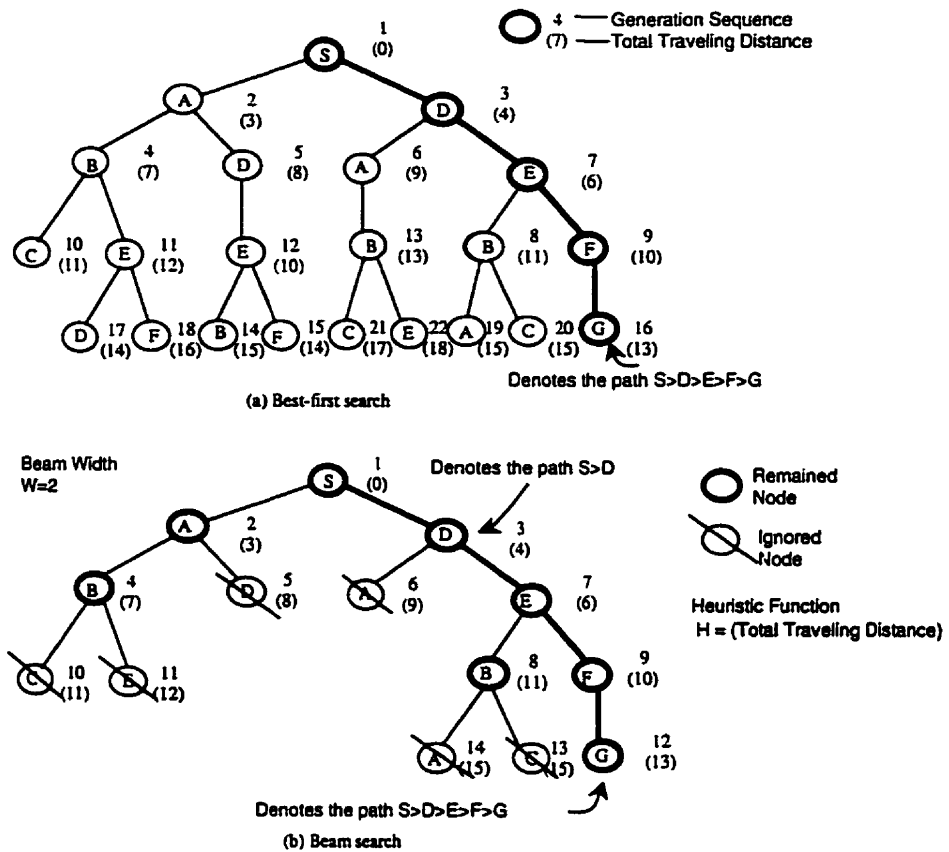 4 Generation Sequence
(7) Total Traveling Distance
S 1
(0)
A 2
(3)
D 3
(4)
B 4
(7)
D 5
(8)
A 6
(9)
E 7
(6)
C 10
(11)
E 11
(12)
E 12
(10)
B 13
(13)
B 8
(11)
F 9
(10)
D 17
(14)
F 18
(16)
B 14
(15)
F 15
(14)
C 21
(17)
E 22
(18)
A 19
(15)
C 20
(15)
G 16
(13)
Denotes the path S>D>E>F>G
(a) Best-first search
Beam Width
W=2
S 1
(0)
Denotes the path S>D
Remained
Node
A 2
(3)
D 3
(4)
Ignored
Node
B 4
(7)
D 5
(8)
A 6
(9)
E 7
(6)
Heuristic Function
H = (Total Traveling Distance)
C 10
(11)
E 11
(12)
B 8
(11)
F 9
(10)
A 14
(15)
C 13
(15)
G 12
(13)
Denotes the path S>D>E>F>G
(b) Beam search